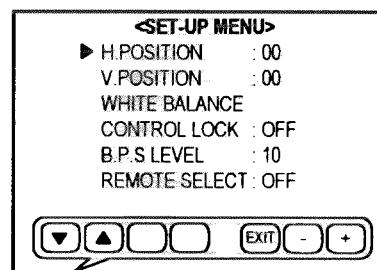 <SET-UP MENU>
▶ H.POSITION : 00
V.POSITION : 00
WHITE BALANCE
CONTROL LOCK : OFF
B.P.S LEVEL : 10
REMOTE SELECT : OFF
▼ ▲ EXIT - +